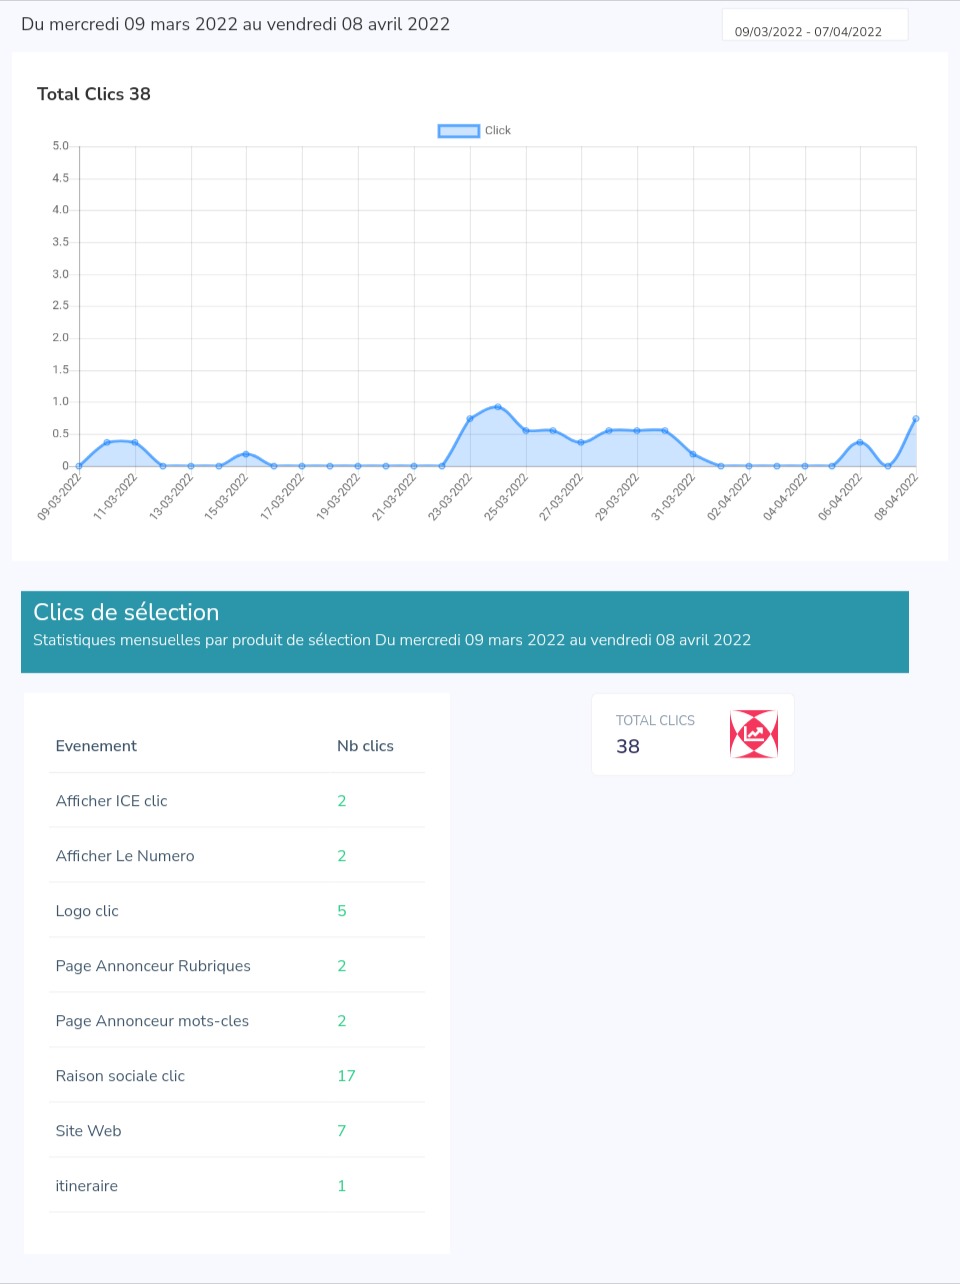 Du mercredi 09 mars 2022 au vendredi 08 avril 2022
09/03/2022 - 07/04/2022
Total Clics 38
Click
5.0
4.5
4.0
3.5
3.0
2.5
2.0
1.5
1.0
0.5
0
09-03-2022
11-03-2022
13-03-2022
15-03-2022
17-03-2022
19-03-2022
21-03-2022
23-03-2022
25-03-2022
27-03-2022
29-03-2022
31-03-2022
02-04-2022
04-04-2022
06-04-2022
08-04-2022
Clics de sélection
Statistiques mensuelles par produit de sélection Du mercredi 09 mars 2022 au vendredi 08 avril 2022
TOTAL CLICS
38
Evenement Nb clics
Afficher ICE clic 2
Afficher Le Numero 2
Logo clic 5
Page Annonceur Rubriques 2
Page Annonceur mots-cles 2
Raison sociale clic 17
Site Web 7
itineraire 1